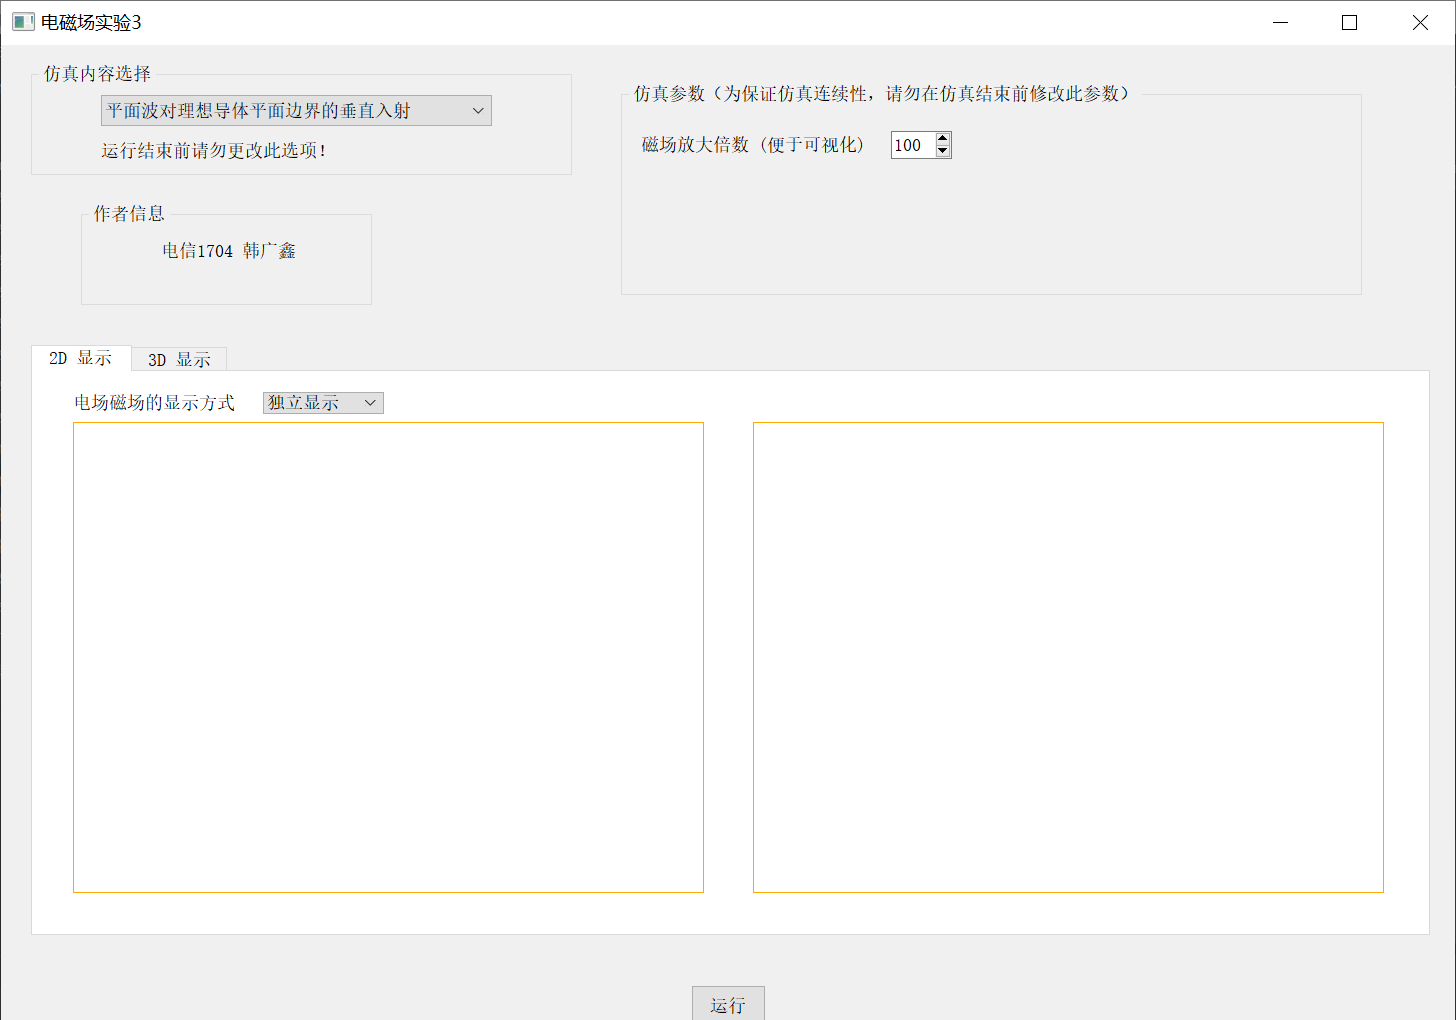 电磁场实验3
仿真内容选择
平面波对理想导体平面边界的垂直入射
运行结束前请勿更改此选项!
仿真参数（为保证仿真连续性，请勿在仿真结束前修改此参数）
磁场放大倍数 (便于可视化) 100
作者信息
电信1704 韩广鑫
2D 显示 3D 显示
电场磁场的显示方式 独立显示
运行